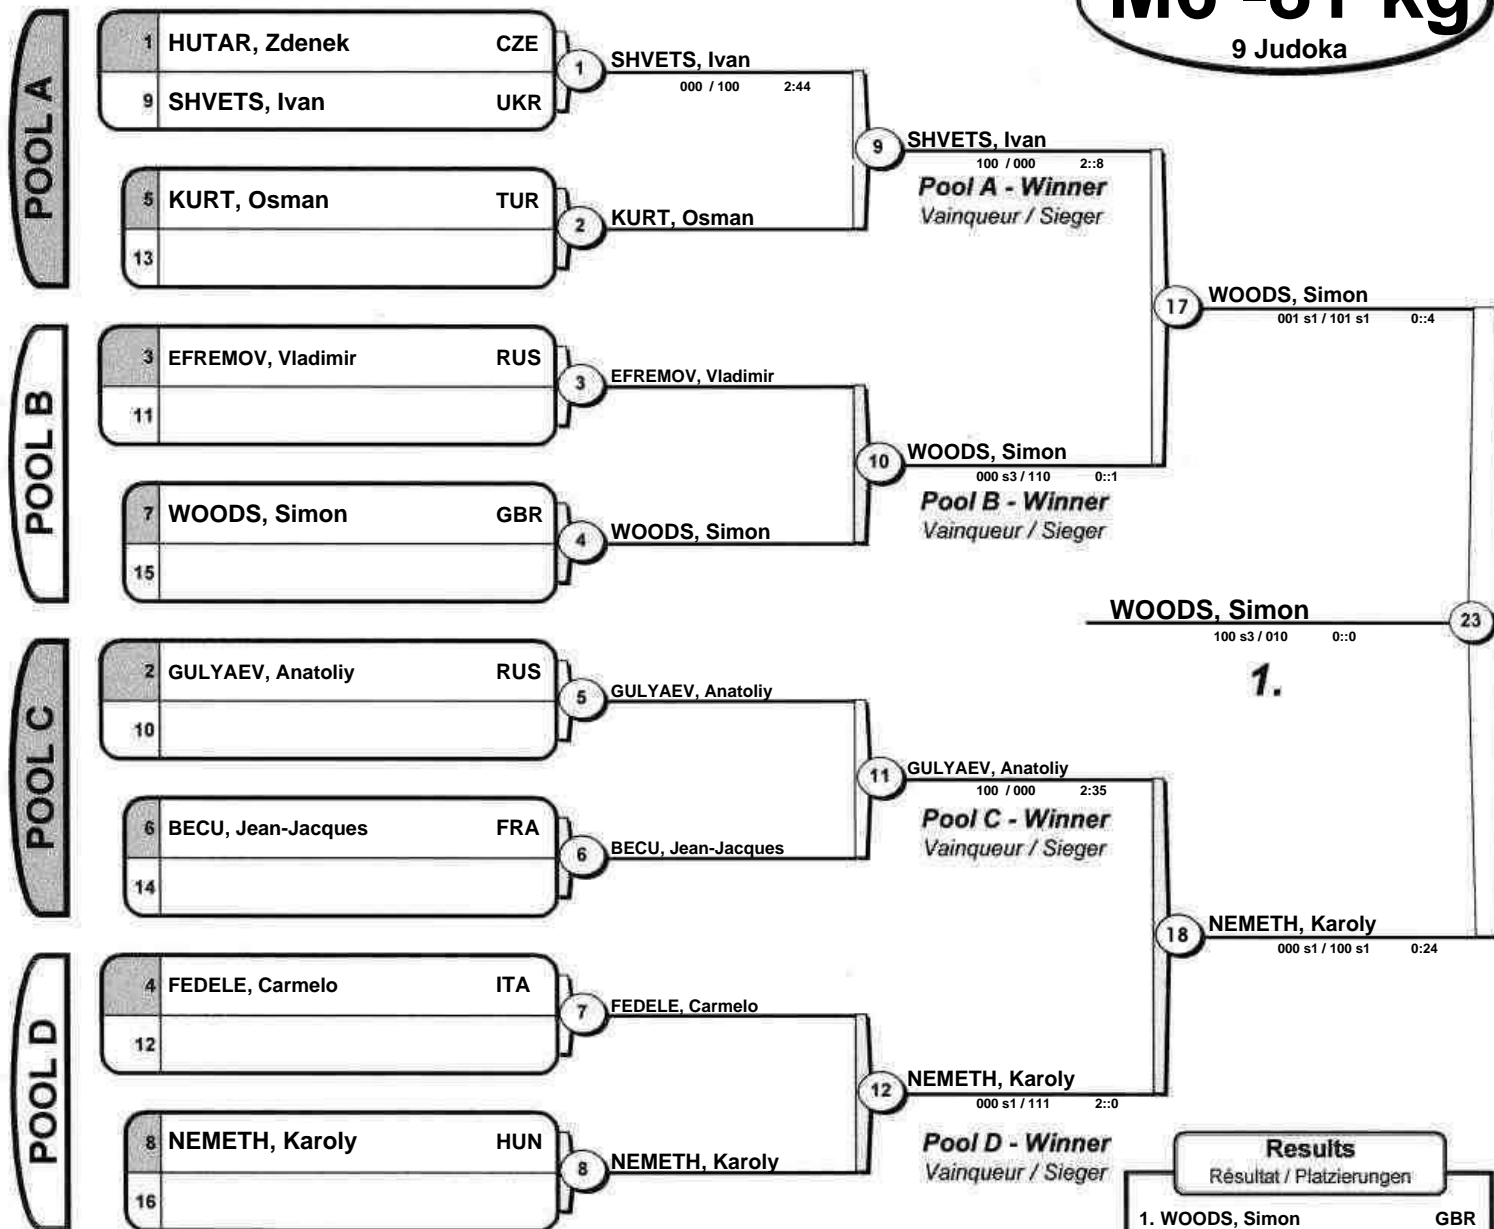 M6 -81 kg
9 Judoka
POOL A
1 HUTAR, Zdenek CZE
9 SHVETS, Ivan UKR
1
SHVETS, Ivan
000 / 100 2:44
5 KURT, Osman TUR
13
2
KURT, Osman
9
SHVETS, Ivan
100 / 000 2::8
Pool A - Winner
Vainqueur / Sieger
POOL B
3 EFREMOV, Vladimir RUS
11
3
EFREMOV, Vladimir
7 WOODS, Simon GBR
15
4
WOODS, Simon
10
WOODS, Simon
000 s3 / 110 0::1
Pool B - Winner
Vainqueur / Sieger
17
WOODS, Simon
001 s1 / 101 s1 0::4
WOODS, Simon
100 s3 / 010 0::0
23
1.
POOL C
2 GULYAEV, Anatoliy RUS
10
5
GULYAEV, Anatoliy
6 BECU, Jean-Jacques FRA
14
6
BECU, Jean-Jacques
11
GULYAEV, Anatoliy
100 / 000 2:35
Pool C - Winner
Vainqueur / Sieger
POOL D
4 FEDELE, Carmelo ITA
12
7
FEDELE, Carmelo
8 NEMETH, Karoly HUN
16
8
NEMETH, Karoly
12
NEMETH, Karoly
000 s1 / 111 2::0
Pool D - Winner
Vainqueur / Sieger
18
NEMETH, Karoly
000 s1 / 100 s1 0:24
Results
Résultat / Platzierungen
1. WOODS, Simon GBR